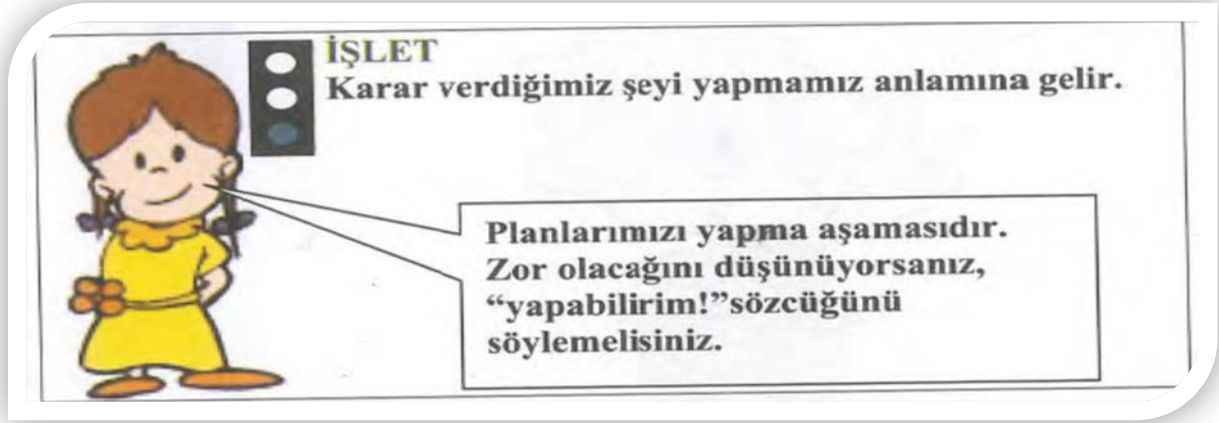 İŞLET
Karar verdiğimiz şeyi yapmamız anlamına gelir.
Planlarımızı yapma aşamasıdır.
Zor olacağını düşünüyorsanız,
“yapabilirim!”sözcüğünü
söylemelisiniz.